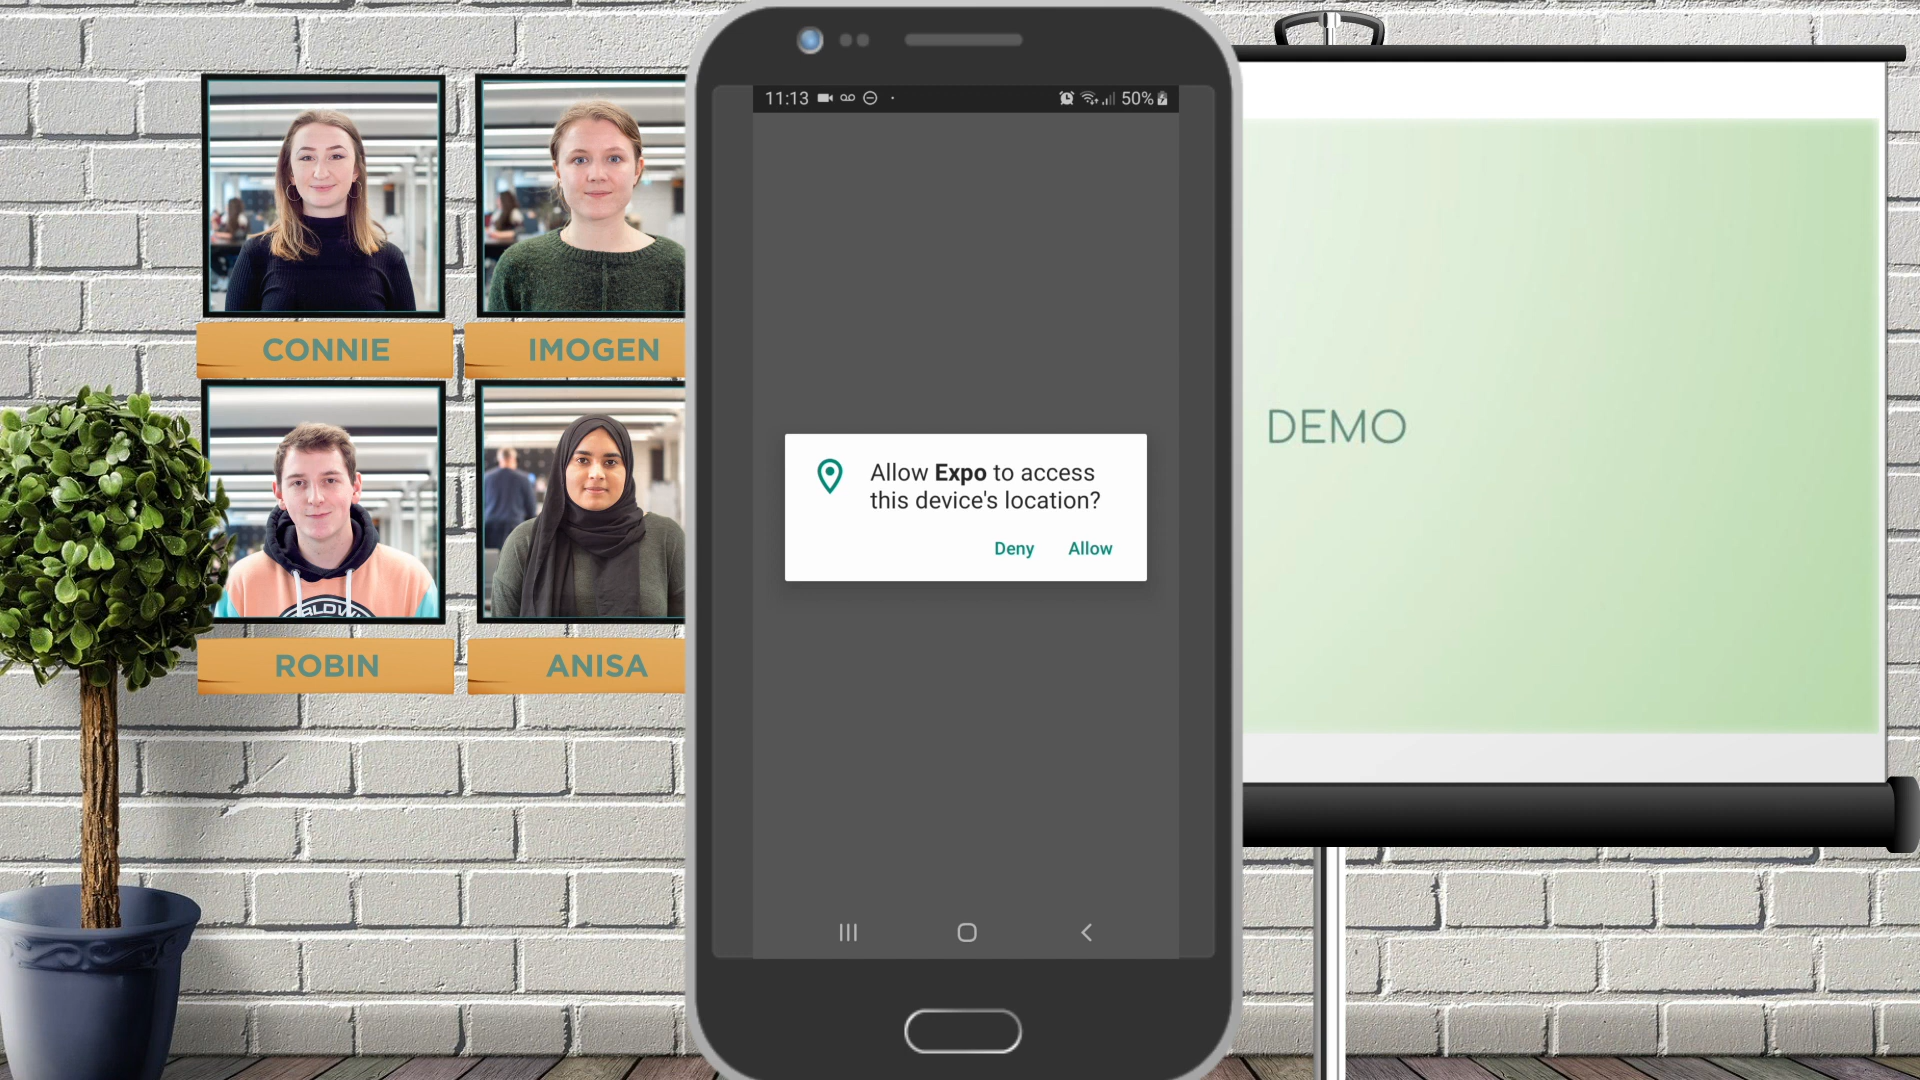 CONNIE
IMOGEN
ROBIN
ANISA
11:13
50%
Allow Expo to access
this device's location?
Deny
Allow
DEMO